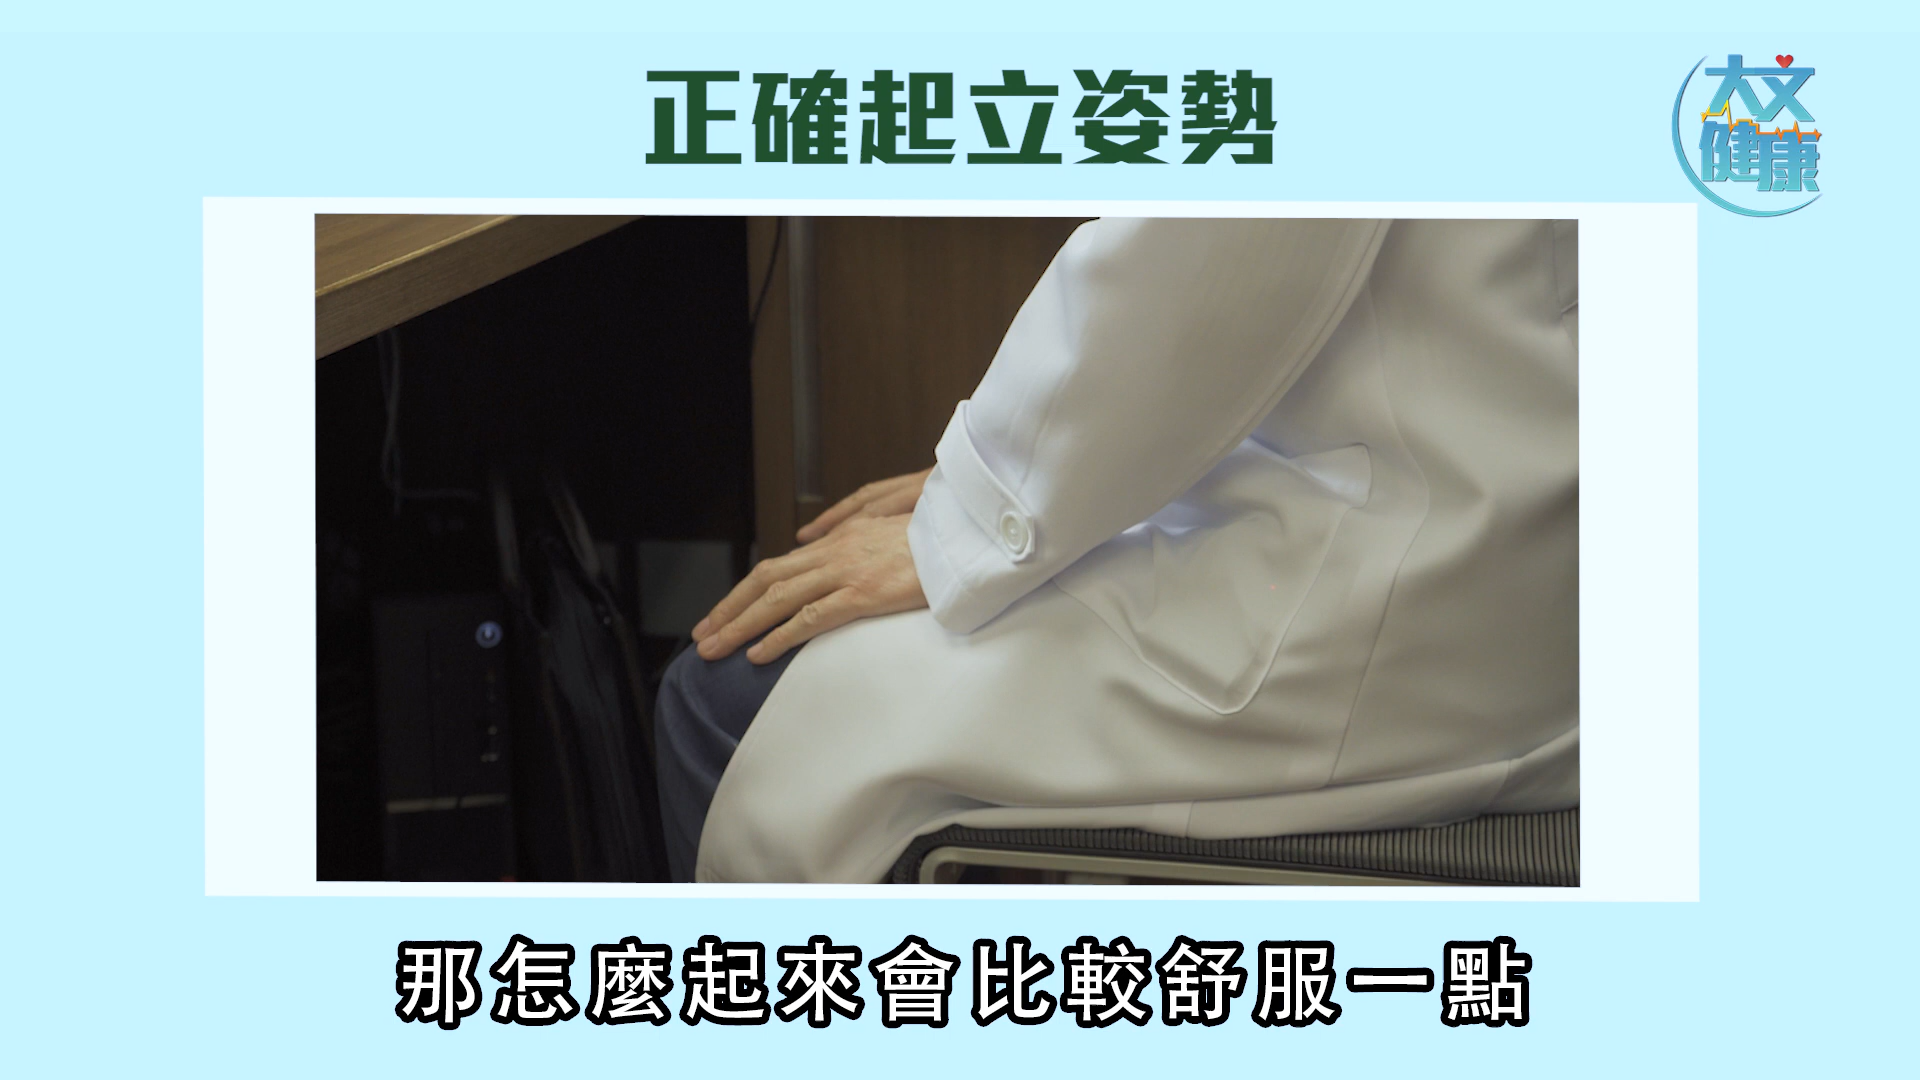 正確起立姿勢
大文
健康
那怎麼起來會比較舒服一點